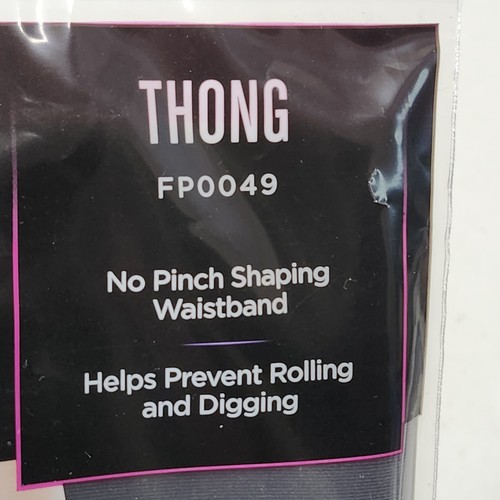 THONG
FP0049
No Pinch Shaping
Waistband
Helps Prevent Rolling
and Digging